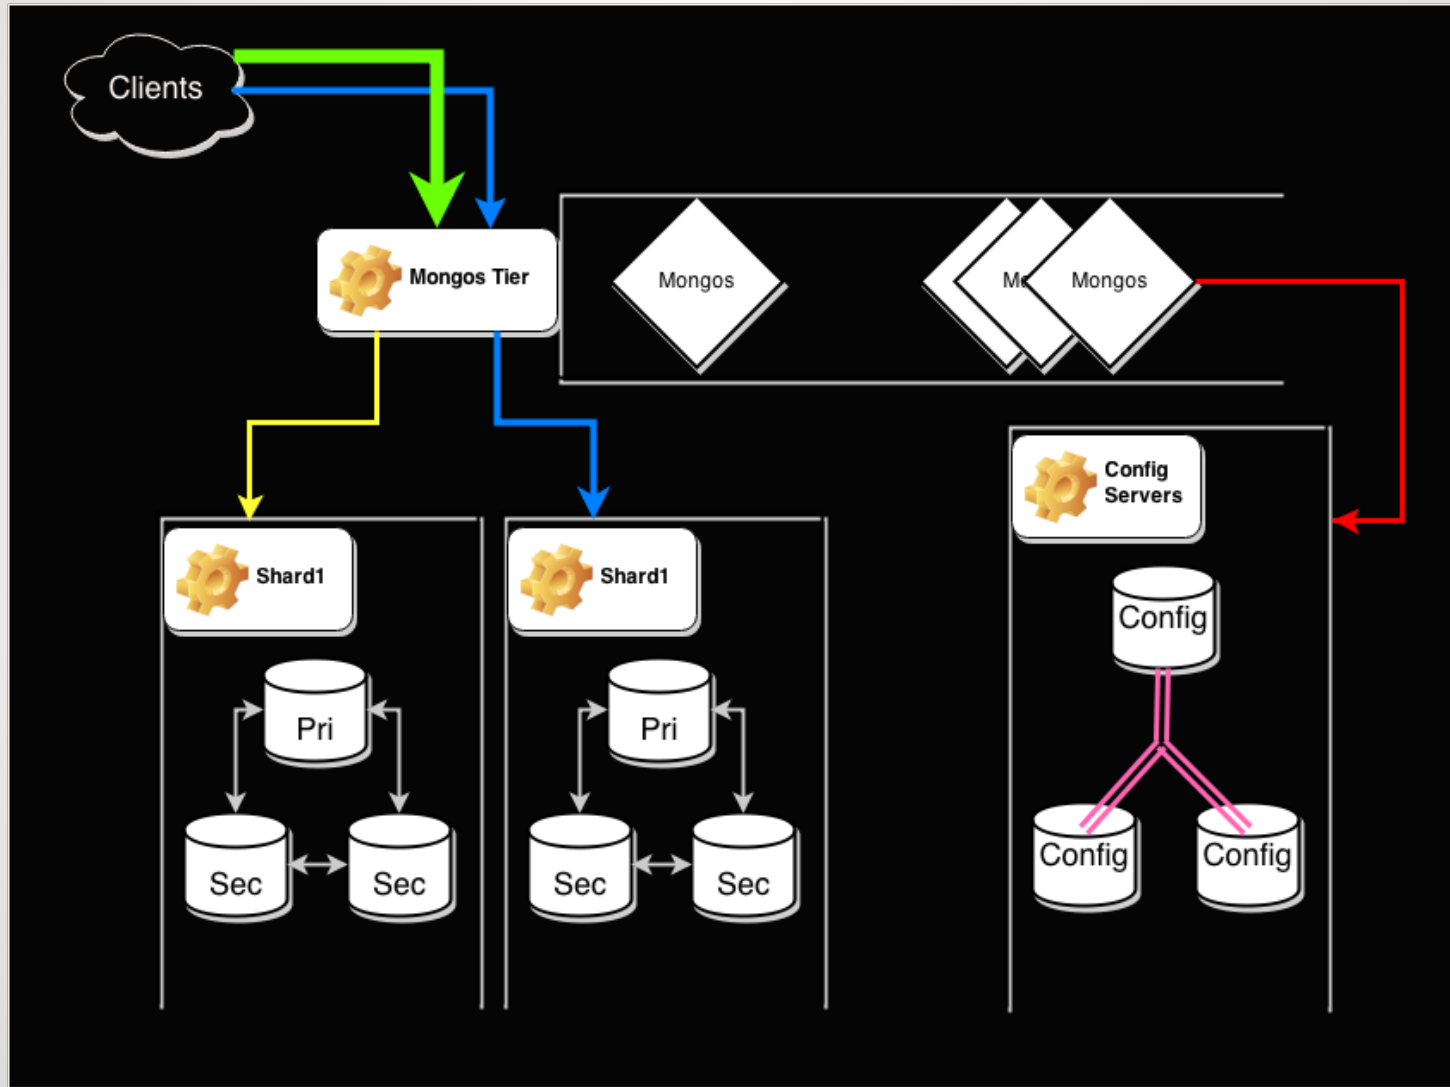 Clients
Mongos Tier
Mongos
Mongos
Config
Servers
Shard1
Shard1
Config
Pri
Pri
Sec
Sec
Sec
Sec
Config
Config